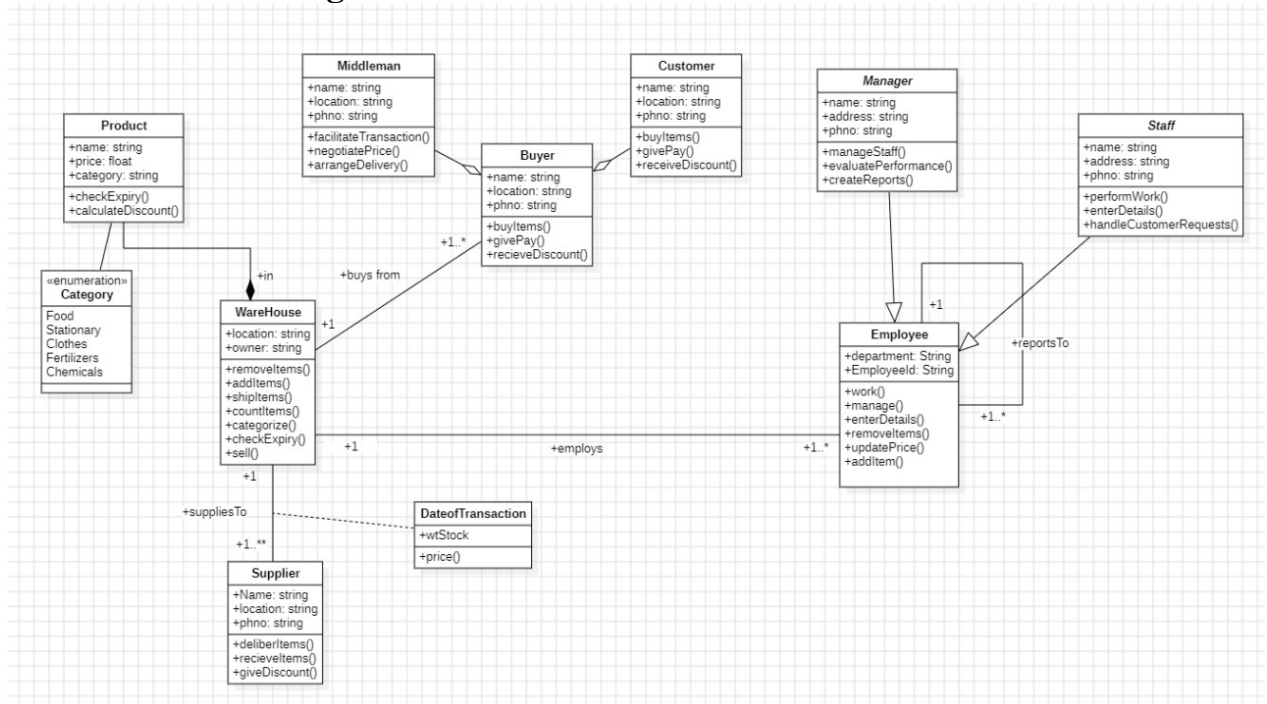 Middleman
+name: string
+location: string
+phno: string
+facilitateTransaction()
+negotiatePrice()
+arrangeDelivery()
Customer
+name: string
+location: string
+phno: string
+buyItems()
+givePay()
+receiveDiscount()
Manager
+name: string
+address: string
+phno: string
+manageStaff()
+evaluatePerformance()
+createReports()
Product
+name: string
+price: float
+category: string
+checkExpiry()
+calculateDiscount()
Staff
+name: string
+address: string
+phno: string
+performWork()
+enterDetails()
+handleCustomerRequests()
Buyer
+name: string
+location: string
+phno: string
+buyItems()
+givePay()
+recieveDiscount()
+1..*
+buys from
+1
+in
«enumeration»
Category
Food
Stationary
Clothes
Fertilizers
Chemicals
WareHouse
+location: string
+owner: string
+removeItems()
+addItems()
+shipItems()
+countItems()
+categorize()
+checkExpiry()
+sell()
+1
+reportsTo
+1..*
Employee
+department: String
+EmployeeId: String
+work()
+manage()
+enterDetails()
+removeItems()
+updatePrice()
+addItem()
+1
+employs
+1..*
+1
+suppliesTo
+1..**
DateofTransaction
+wtStock
+price()
Supplier
+Name: string
+location: string
+phno: string
+deliberItems()
+recieveItems()
+giveDiscount()